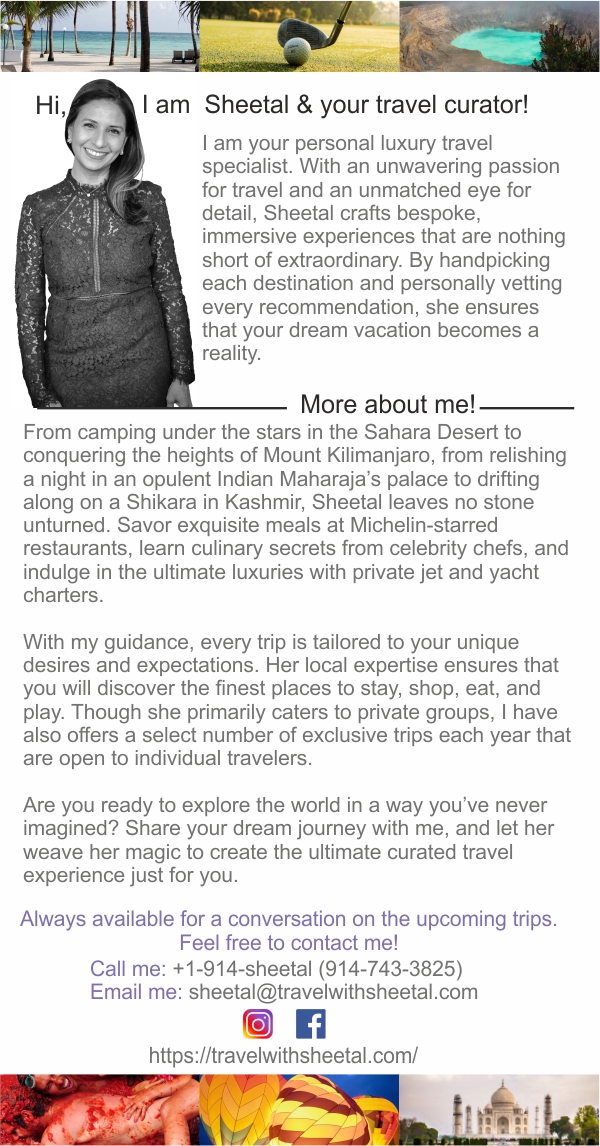 Hi, I am Sheetal & your travel curator!
I am your personal luxury travel
specialist. With an unwavering passion
for travel and an unmatched eye for
detail, Sheetal crafts bespoke,
immersive experiences that are nothing
short of extraordinary. By handpicking
each destination and personally vetting
every recommendation, she ensures
that your dream vacation becomes a
reality.
More about me!
From camping under the stars in the Sahara Desert to
conquering the heights of Mount Kilimanjaro, from relishing
a night in an opulent Indian Maharaja’s palace to drifting
along on a Shikara in Kashmir, Sheetal leaves no stone
unturned. Savor exquisite meals at Michelin-starred
restaurants, learn culinary secrets from celebrity chefs, and
indulge in the ultimate luxuries with private jet and yacht
charters.
With my guidance, every trip is tailored to your unique
desires and expectations. Her local expertise ensures that
you will discover the finest places to stay, shop, eat, and
play. Though she primarily caters to private groups, I have
also offers a select number of exclusive trips each year that
are open to individual travelers.
Are you ready to explore the world in a way you’ve never
imagined? Share your dream journey with me, and let her
weave her magic to create the ultimate curated travel
experience just for you.
Always available for a conversation on the upcoming trips.
Feel free to contact me!
Call me: +1-914-sheetal (914-743-3825)
Email me: sheetal@travelwithsheetal.com
https://travelwithsheetal.com/